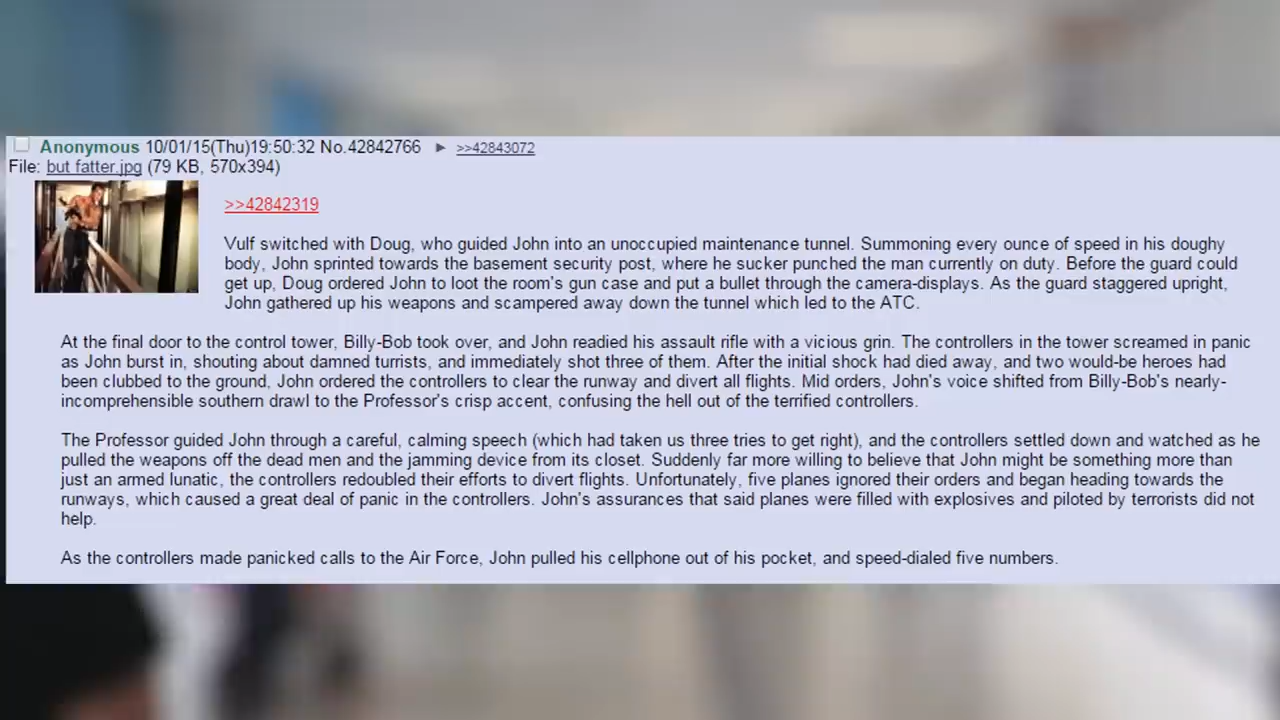 Anonymous 10/01/15(Thu)19:50:32 No.42842766 ► >>42843072
File: but fatter.jpg (79 KB, 570x394)
>>42842319
Vulf switched with Doug, who guided John into an unoccupied maintenance tunnel. Summoning every ounce of speed in his doughy
body, John sprinted towards the basement security post, where he sucker punched the man currently on duty. Before the guard could
get up, Doug ordered John to loot the room's gun case and put a bullet through the camera-displays. As the guard staggered upright,
John gathered up his weapons and scampered away down the tunnel which led to the ATC.
At the final door to the control tower, Billy-Bob took over, and John readied his assault rifle with a vicious grin. The controllers in the tower screamed in panic
as John burst in, shouting about damned turrists, and immediately shot three of them. After the initial shock had died away, and two would-be heroes had
been clubbed to the ground, John ordered the controllers to clear the runway and divert all flights. Mid orders, John's voice shifted from Billy-Bob's nearly-
incomprehensible southern drawl to the Professor's crisp accent, confusing the hell out of the terrified controllers.
The Professor guided John through a careful, calming speech (which had taken us three tries to get right), and the controllers settled down and watched as he
pulled the weapons off the dead men and the jamming device from its closet. Suddenly far more willing to believe that John might be something more than
just an armed lunatic, the controllers redoubled their efforts to divert flights. Unfortunately, five planes ignored their orders and began heading towards the
runways, which caused a great deal of panic in the controllers. John's assurances that said planes were filled with explosives and piloted by terrorists did not
help.
As the controllers made panicked calls to the Air Force, John pulled his cellphone out of his pocket, and speed-dialed five numbers.